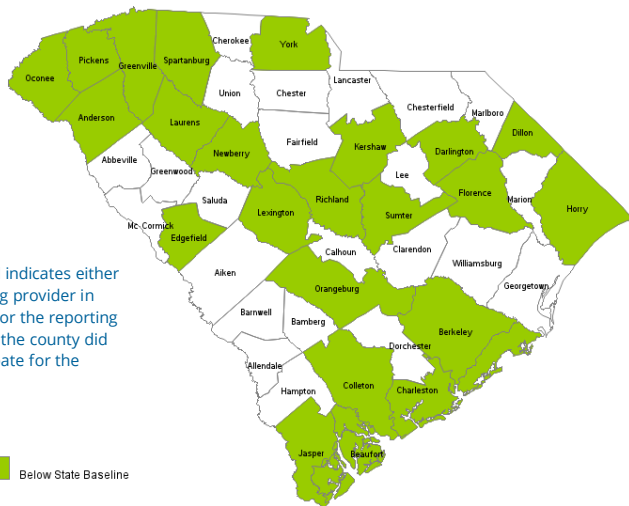 Cherokee
York
Oconee
Pickens
Greenville
Spartanburg
Union
Chester
Lancaster
Chesterfield
Marlboro
Anderson
Laurens
Fairfield
Kershaw
Darlington
Dillon
Abbeville
Greenwood
Newberry
Lee
Florence
Marion
Horry
Saluda
Lexington
Richland
Sumter
Mc Cormick
Edgefield
Calhoun
Clarendon
Williamsburg
Georgetown
Aiken
Orangeburg
Barnwell
Bamberg
Berkeley
Dorchester
Allendale
Hampton
Colleton
Charleston
Jasper
Beaufort
indicates either
g provider in
or the reporting
the county did
ate for the
Below State Baseline